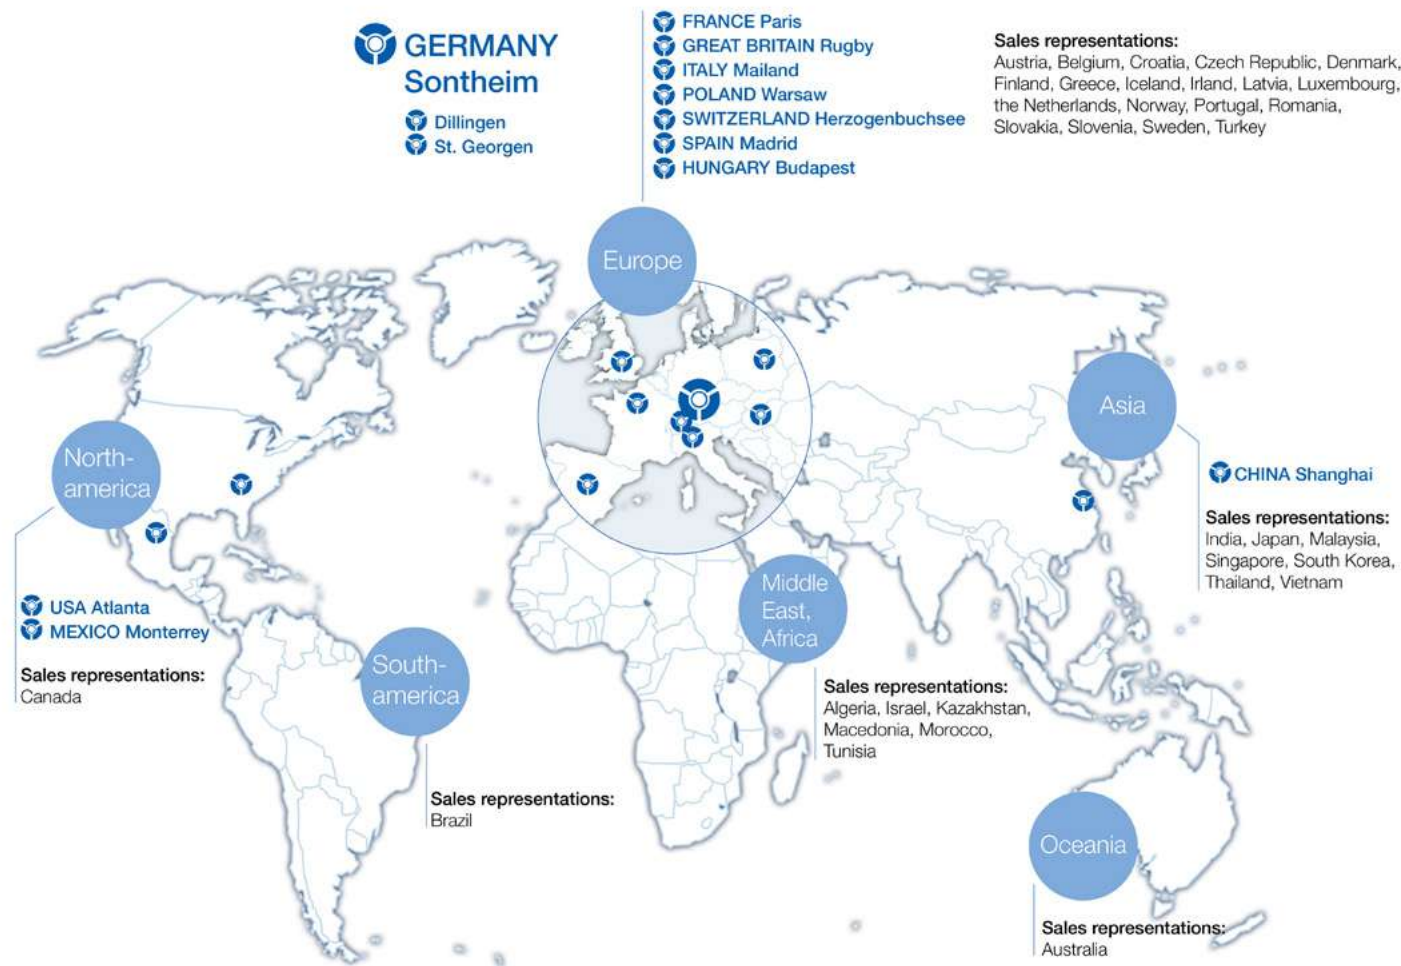 GERMANY
Sontheim
Dillingen
St. Georgen
FRANCE Paris
GREAT BRITAIN Rugby
ITALY Mailand
POLAND Warsaw
SWITZERLAND Herzogenbuchsee
SPAIN Madrid
HUNGARY Budapest
Sales representations:
Austria, Belgium, Croatia, Czech Republic, Denmark,
Finland, Greece, Iceland, Irland, Latvia, Luxembourg,
the Netherlands, Norway, Portugal, Romania,
Slovakia, Slovenia, Sweden, Turkey
Europe
Asia
CHINA Shanghai
Sales representations:
India, Japan, Malaysia,
Singapore, South Korea,
Thailand, Vietnam
North-
america
USA Atlanta
MEXICO Monterrey
Sales representations:
Canada
South-
america
Sales representations:
Brazil
Middle
East,
Africa
Sales representations:
Algeria, Israel, Kazakhstan,
Macedonia, Morocco,
Tunisia
Oceania
Sales representations:
Australia